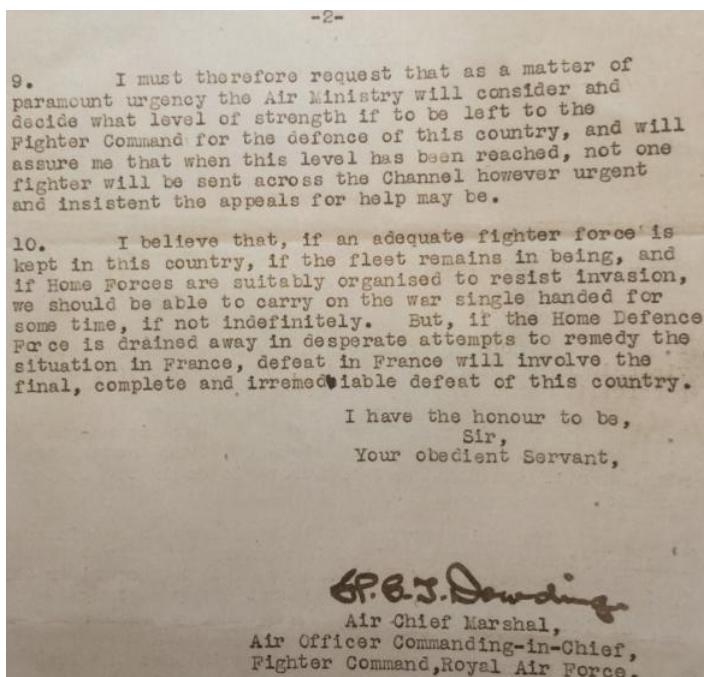 -2-
9. I must therefore request that as a matter of
paramount urgency the Air Ministry will consider and
decide what level of strength if to be left to the
Fighter Command for the defence of this country, and will
assure me that when this level has been reached, not one
fighter will be sent across the Channel however urgent
and insistent the appeals for help may be.
10. I believe that, if an adequate fighter force is
kept in this country, if the fleet remains in being, and
if Home Forces are suitably organised to resist invasion,
we should be able to carry on the war single handed for
some time, if not indefinitely. But, if the Home Defence
Force is drained away in desperate attempts to remedy the
situation in France, defeat in France will involve the
final, complete and irremediable defeat of this country.
I have the honour to be,
Sir,
Your obedient Servant,
Dowding
Air Chief Marshal,
Air Officer Commanding-in-Chief,
Fighter Command,Royal Air Force.